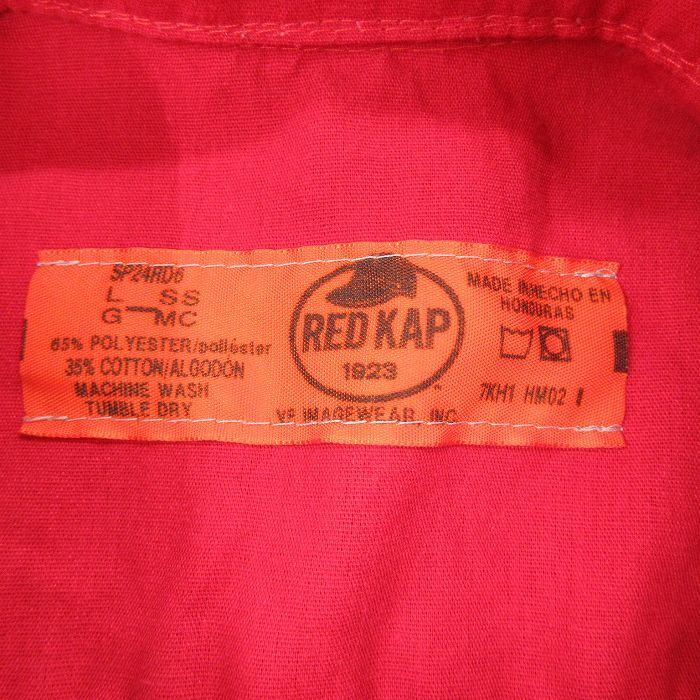 SP24RD6
L SS
G MC
65% POLYESTER/poliéster
35% COTTON/ALGODÓN
MACHINE WASH
TUMBLE DRY
RED KAP
1923
VF IMAGEWEAR, INC.
MADE IN/HECHO EN
HONDURAS
7KH1 HM02